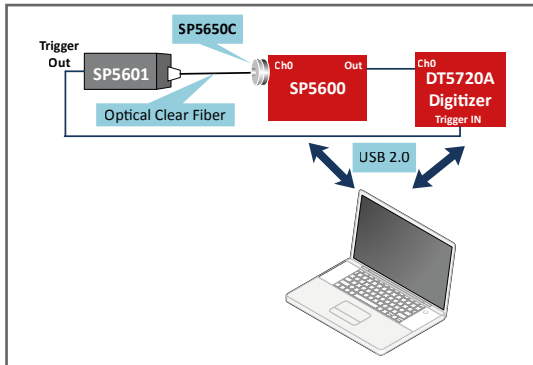 SP5650C
Trigger
Out
SP5601
Ch0
Out
SP5600
Ch0
DT5720A
Digitizer
Trigger IN
Optical Clear Fiber
USB 2.0